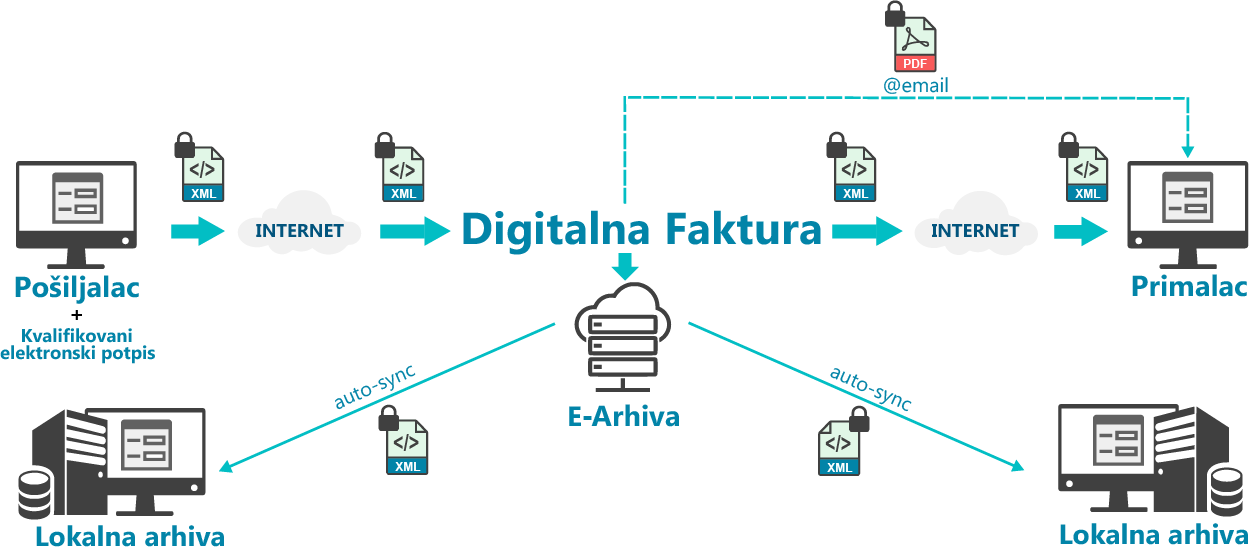 PDF
@email
XML
XML
XML
XML
INTERNET
Digitalna Faktura
INTERNET
Pošiljalac
+
Kvalifikovani
elektronski potpis
Primalac
auto-sync
auto-sync
E-Arhiva
XML
XML
Lokalna arhiva
Lokalna arhiva